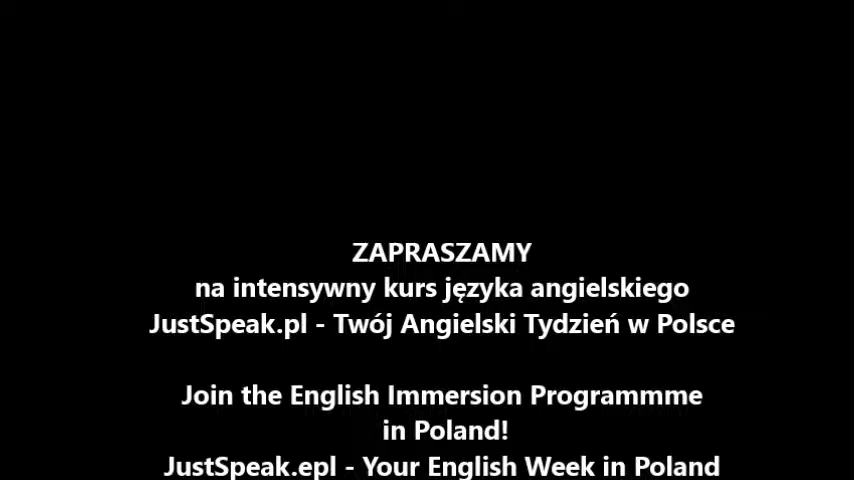 ZAPRASZAMY
na intensywny kurs języka angielskiego
JustSpeak.pl - Twój Angielski Tydzień w Polsce
Join the English Immersion Programmme
in Poland!
JustSpeak.epl - Your English Week in Poland